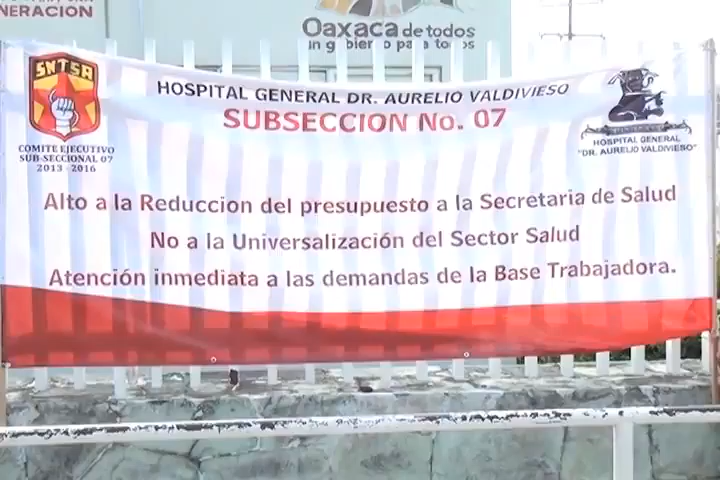 NERACIÓN
Oaxaca de todos
un gobierno para todos
SNTSA
COMITE EJECUTIVO
SUB-SECCIONAL 07
2013 - 2016
HOSPITAL GENERAL DR. AURELIO VALDIVIESO
SUBSECCION No. 07
HOSPITAL GENERAL
"DR. AURELIO VALDIVIESO"
Alto a la Reduccion del presupuesto a la Secretaria de Salud
No a la Universalización del Sector Salud
Atención inmediata a las demandas de la Base Trabajadora.